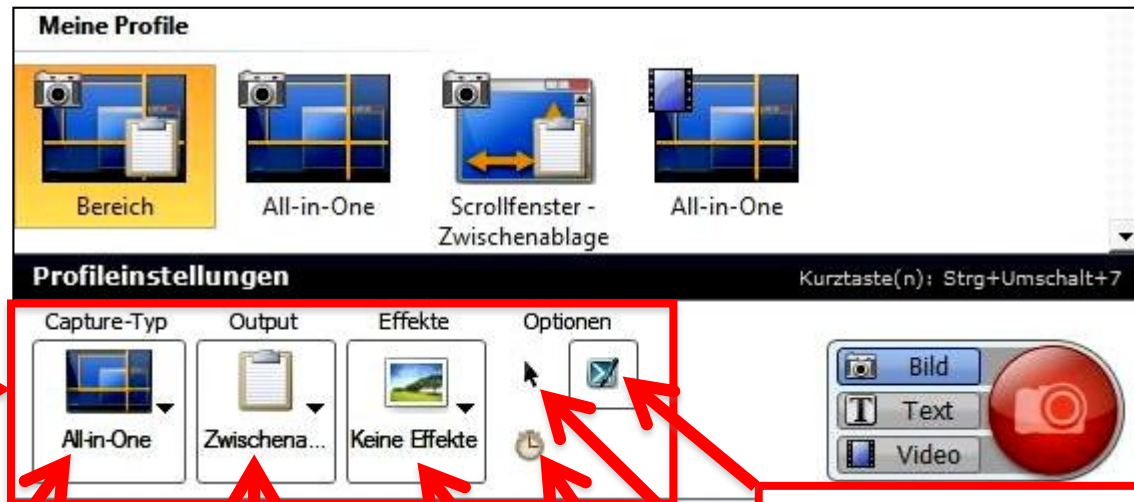 Meine Profile
Bereich
All-in-One
Scrollfenster -
Zwischenablage
All-in-One
Profileinstellungen
Kurztaste(n): Strg+Umschalt+7
Capture-Typ
Output
Effekte
Optionen
All-in-One
Zwischena...
Keine Effekte
Bild
T Text
Video